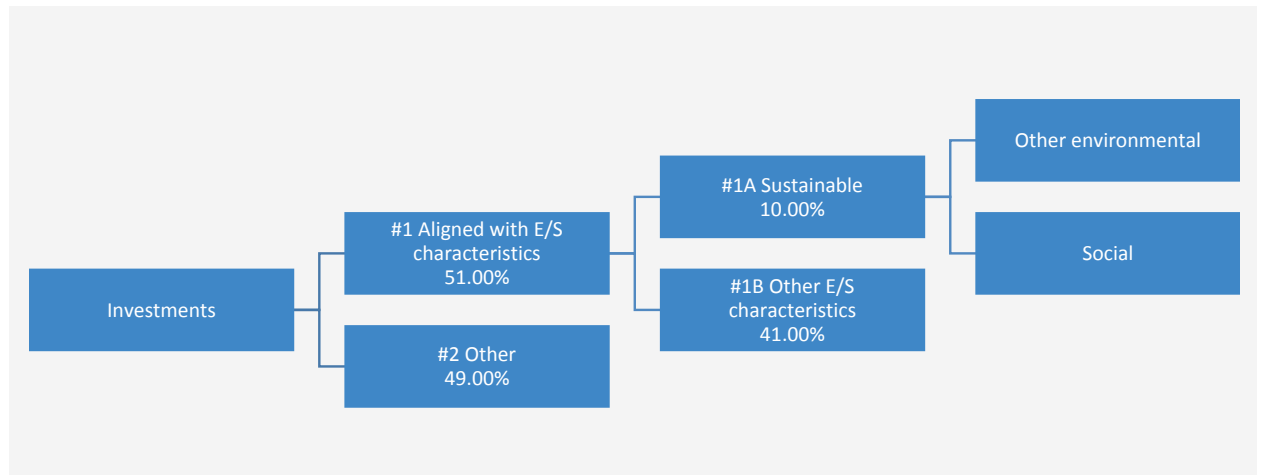 Investments
#1 Aligned with E/S
characteristics
51.00%
#2 Other
49.00%
#1A Sustainable
10.00%
#1B Other E/S
characteristics
41.00%
Other environmental
Social